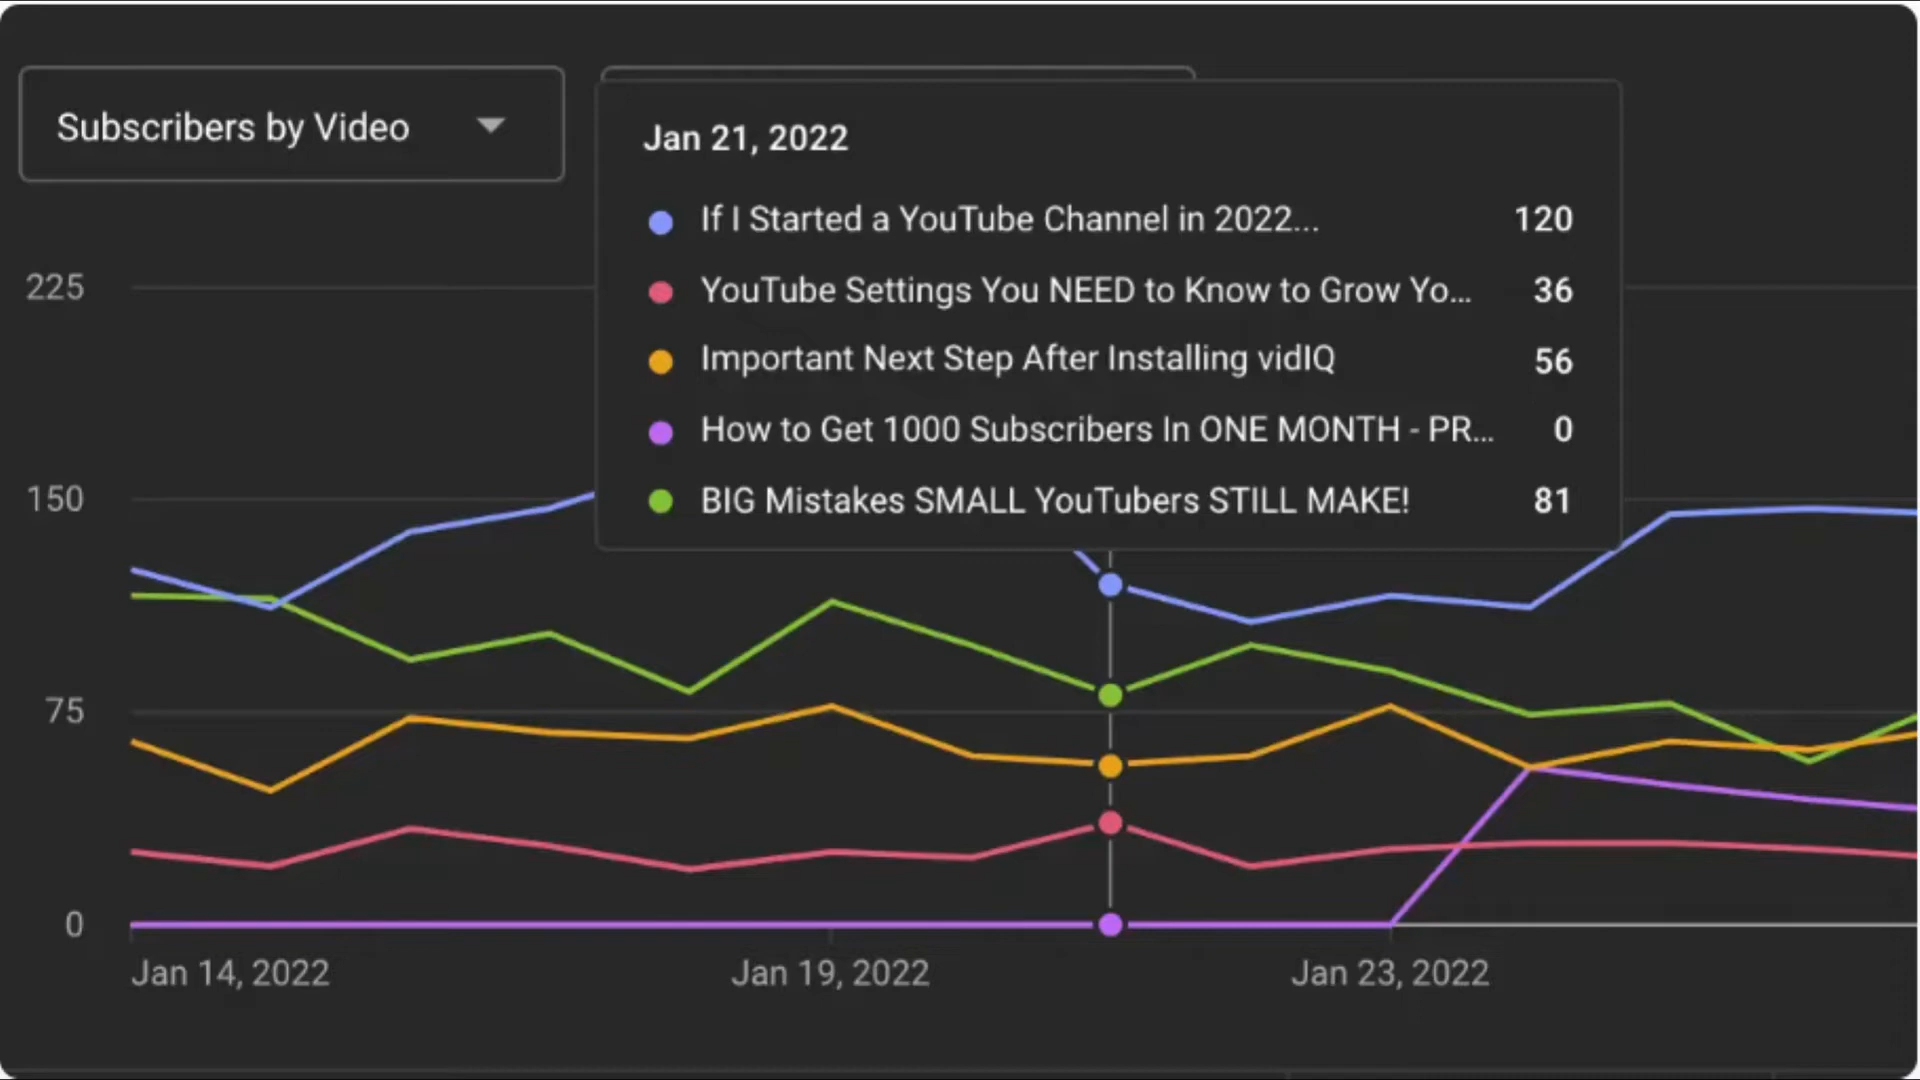 Subscribers by Video
Jan 21, 2022
If I Started a YouTube Channel in 2022... 120
YouTube Settings You NEED to Know to Grow Yo... 36
Important Next Step After Installing vidIQ 56
How to Get 1000 Subscribers In ONE MONTH - PR... 0
BIG Mistakes SMALL YouTubers STILL MAKE! 81
225
150
75
0
Jan 14, 2022
Jan 19, 2022
Jan 23, 2022